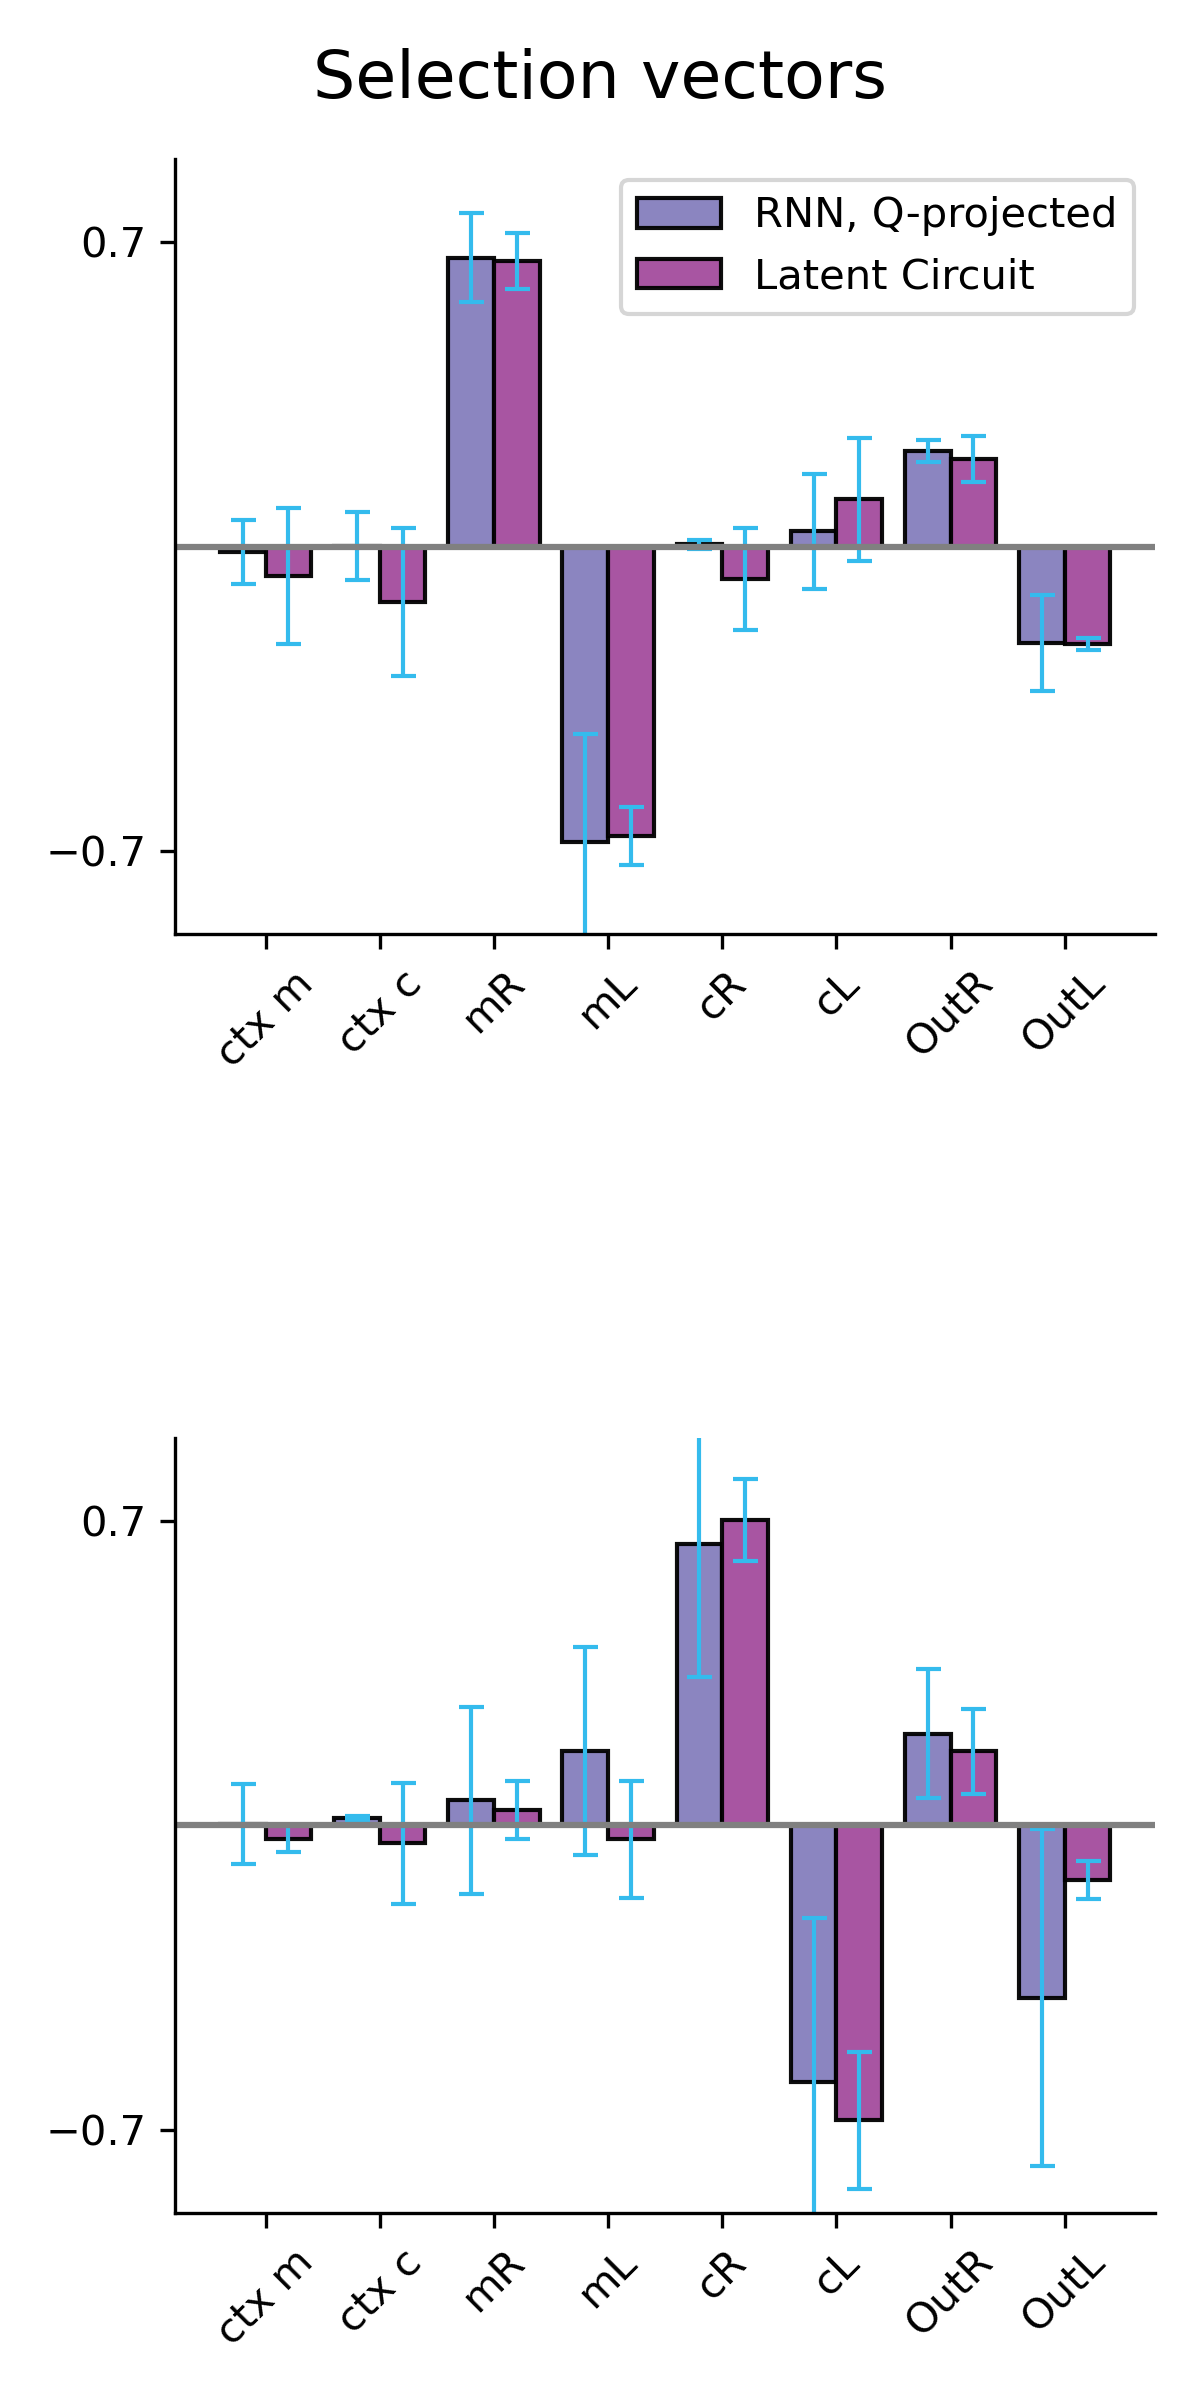 Selection vectors
0.7
−0.7
RNN, Q-projected
Latent Circuit
ctx m
ctx c
mR
mL
cR
cL
OutR
OutL
0.7
−0.7
ctx m
ctx c
mR
mL
cR
cL
OutR
OutL